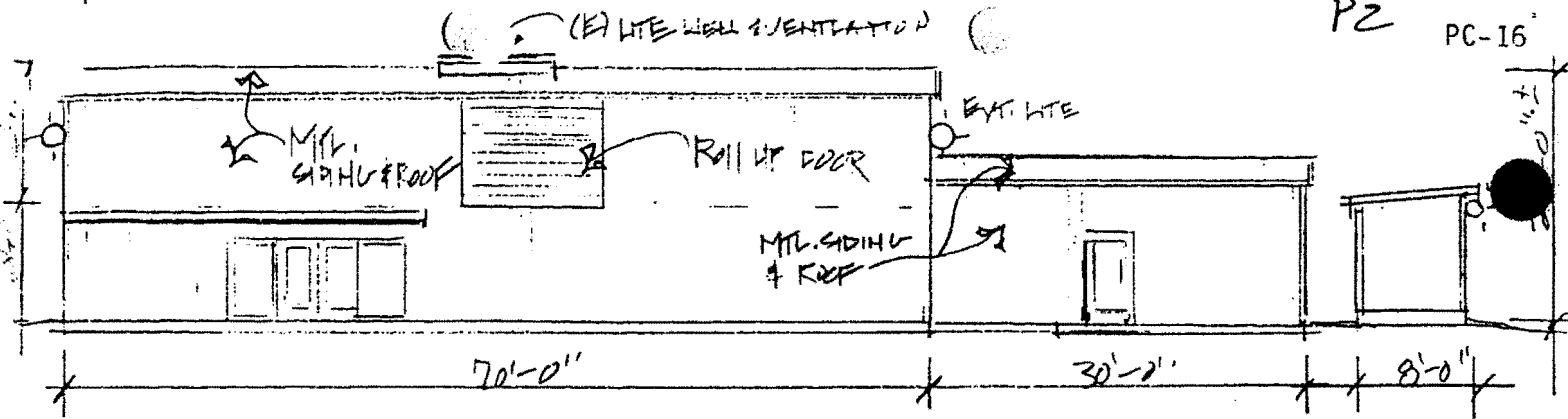 (E) LITE WELL & VENTILATION
P2
PC-16
EXT. LITE
MTL.
SIDING & ROOF
ROLL UP DOOR
MTL. SIDING
& ROOF
70'-0"
30'-0"
8'-0"